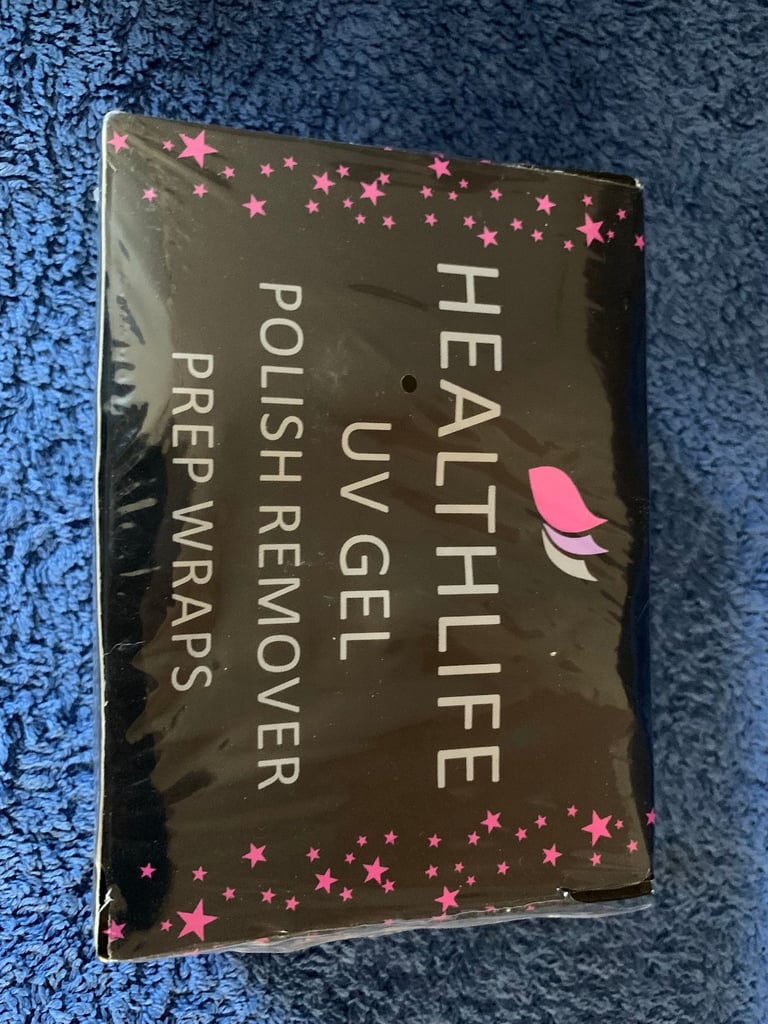 HEALTHLIFE
UV GEL
POLISH REMOVER
PREP WRAPS